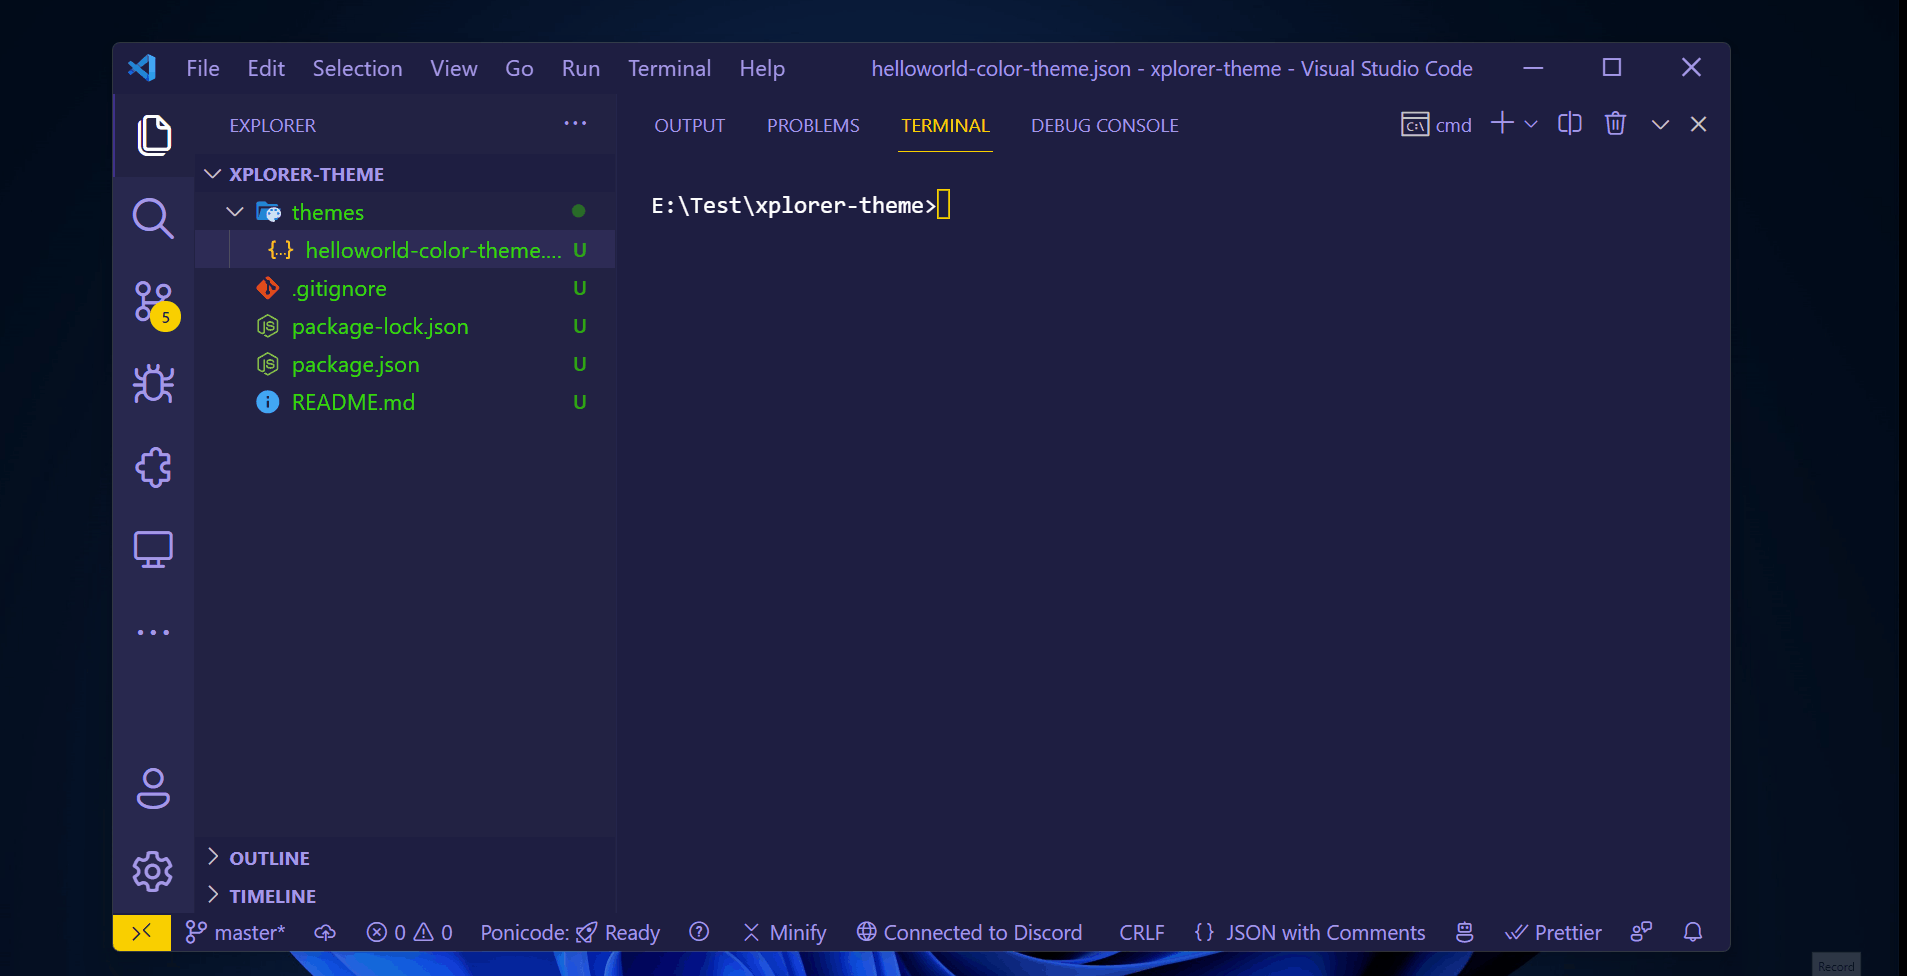 File Edit Selection View Go Run Terminal Help helloworld-color-theme.json - xplorer-theme - Visual Studio Code
EXPLORER
OUTPUT PROBLEMS TERMINAL DEBUG CONSOLE cmd
XPLORER-THEME
themes
helloworld-color-theme.... U
.gitignore U
package-lock.json U
package.json U
README.md U
5
E:\Test\xplorer-theme>
OUTLINE
TIMELINE
master* 0 0 Ponicode: Ready Minify Connected to Discord CRLF {} JSON with Comments Prettier
Record